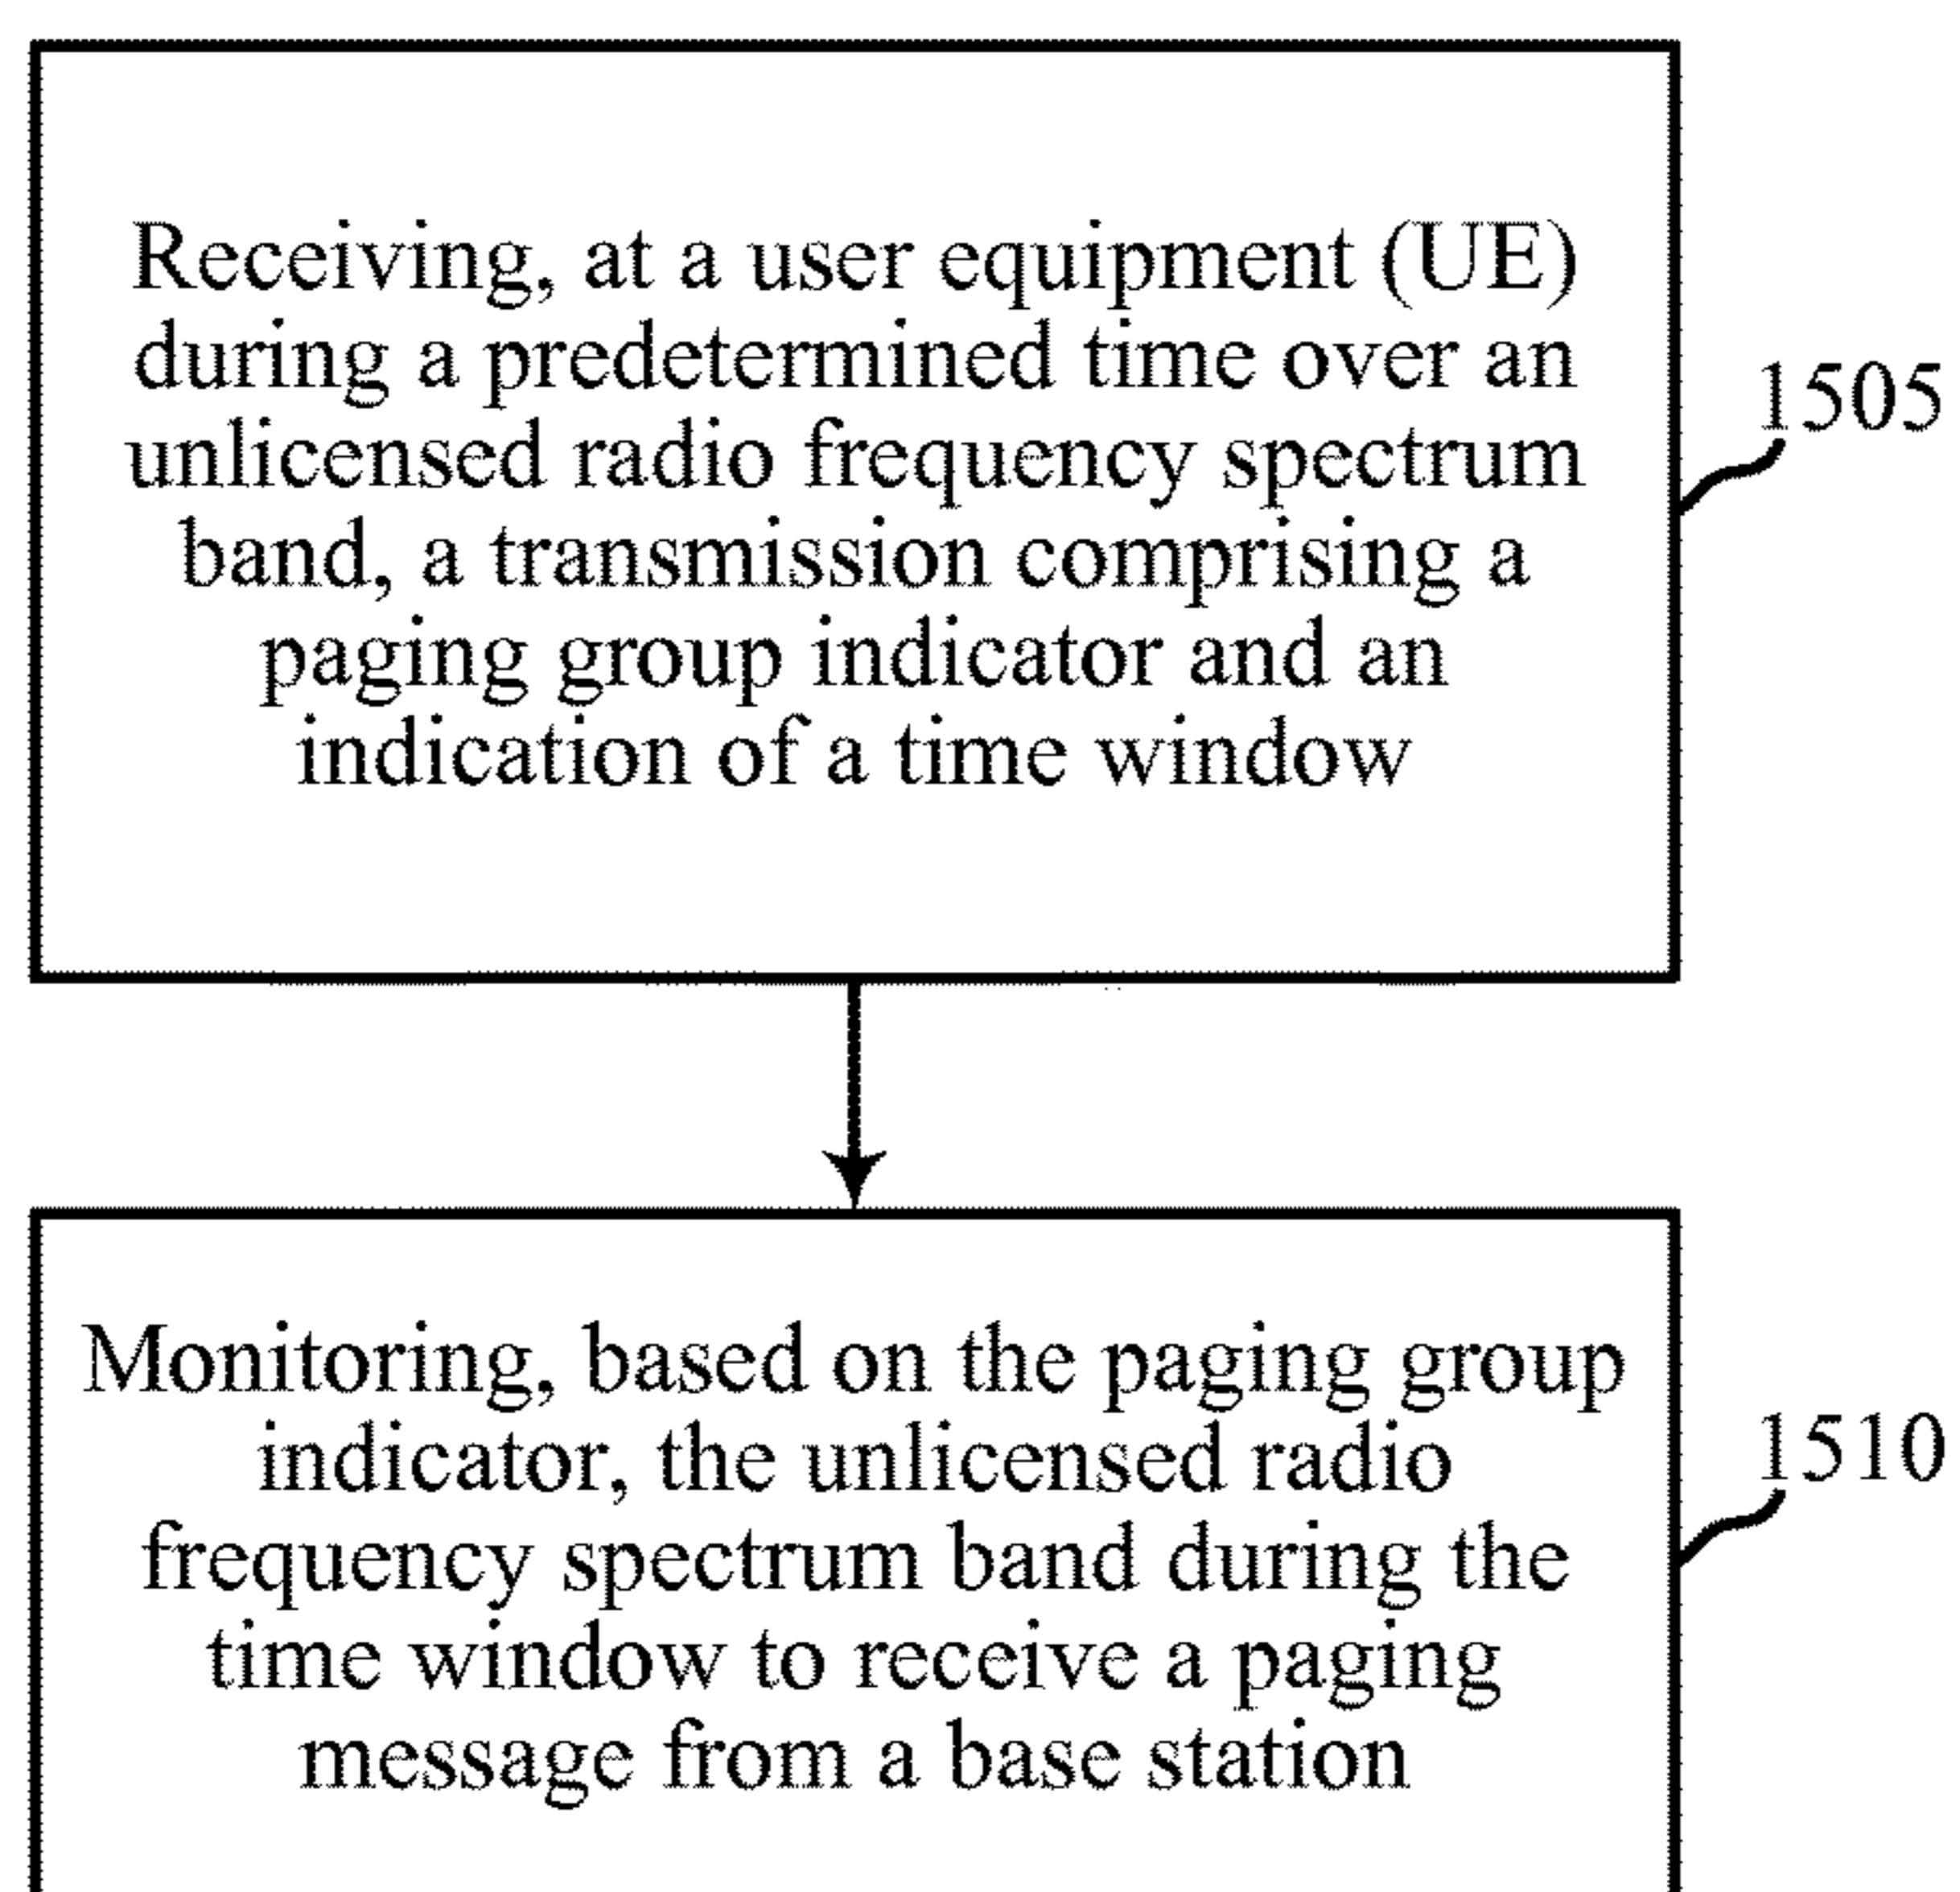 Receiving, at a user equipment (UE)
during a predetermined time over an
unlicensed radio frequency spectrum
band, a transmission comprising a
paging group indicator and an
indication of a time window
1505
Monitoring, based on the paging group
indicator, the unlicensed radio
frequency spectrum band during the
time window to receive a paging
message from a base station
1510